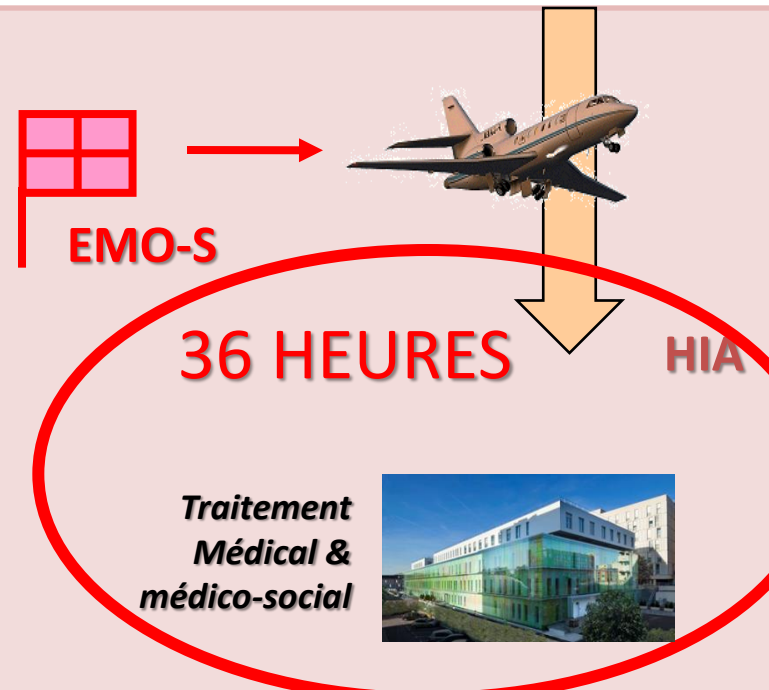 EMO-S
36 HEURES
HIA
Traitement
Médical &
médico-social